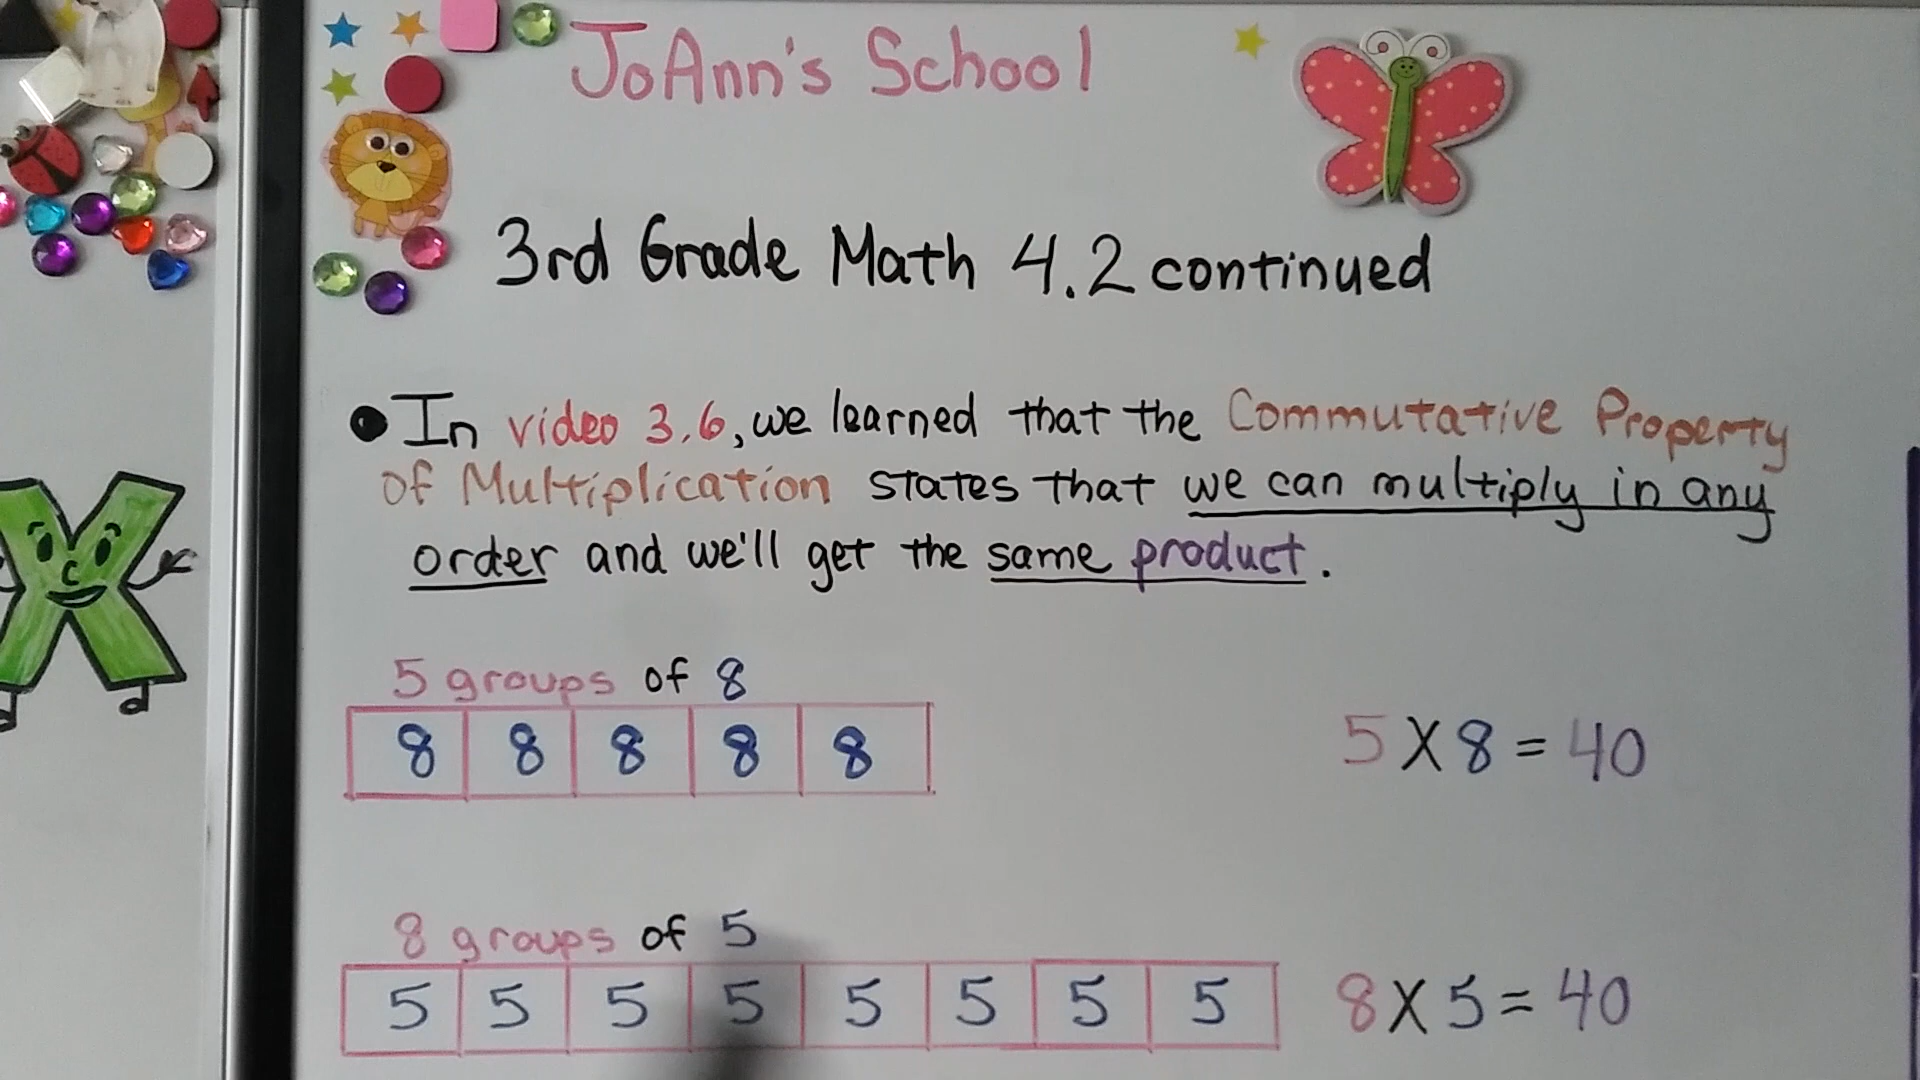 JoAnn's School
3rd Grade Math 4.2 continued
• In video 3.6, we learned that the Commutative Property
of Multiplication states that we can multiply in any
order and we'll get the same product.
5 groups of 8
8 8 8 8 8
5 X 8 = 40
8 groups of 5
5 5 5 5 5 5 5 5
8 X 5 = 40